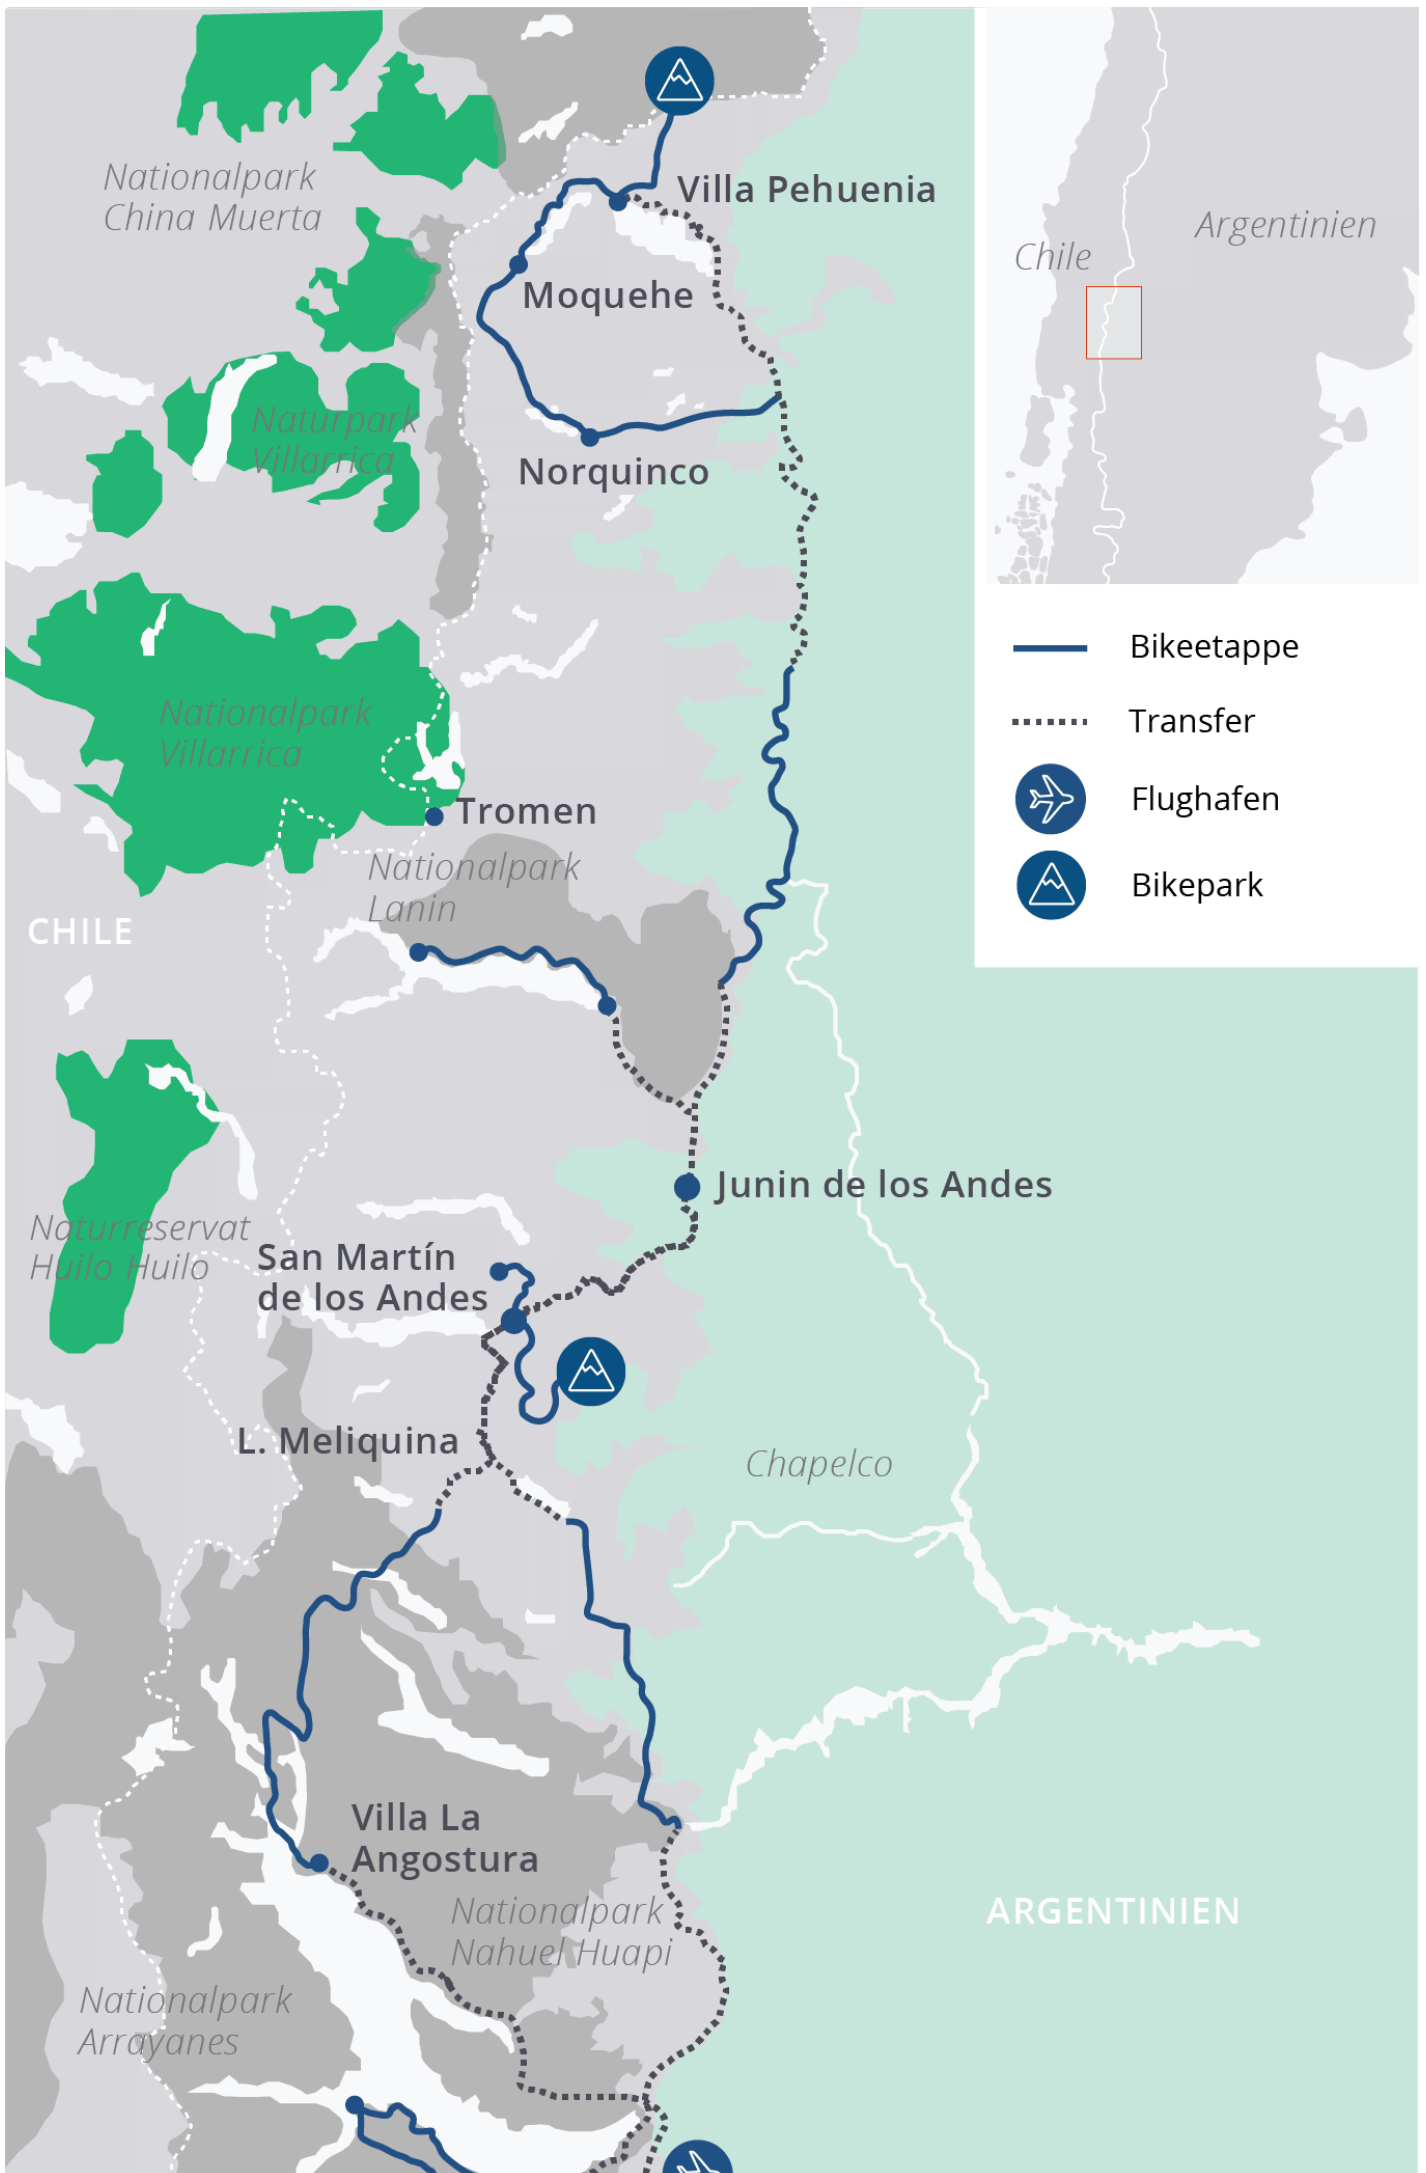 Nationalpark
China Muerta
Villa Pehuenia
Moquehe
Naturpark
Villarrica
Norquinco
Nationalpark
Villarrica
Tromen
Nationalpark
Lanin
CHILE
Junin de los Andes
Naturreservat
Huilo Huilo
San Martín
de los Andes
L. Meliquina
Chapelco
Villa La
Angostura
Nationalpark
Nahuel Huapi
ARGENTINIEN
Nationalpark
Arrayanes
Chile
Argentinien
Bikeetappe
Transfer
Flughafen
Bikepark